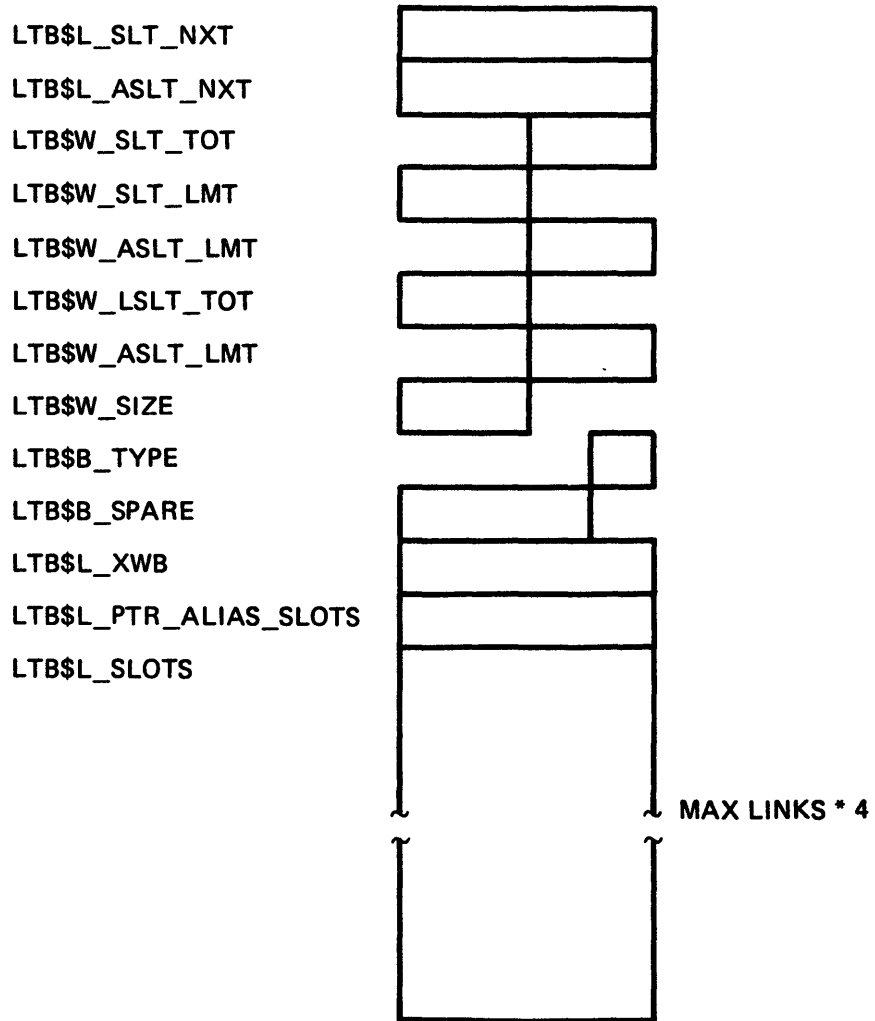 LTB$L_SLT_NXT
LTB$L_ASLT_NXT
LTB$W_SLT_TOT
LTB$W_SLT_LMT
LTB$W_ASLT_LMT
LTB$W_LSLT_TOT
LTB$W_ASLT_LMT
LTB$W_SIZE
LTB$B_TYPE
LTB$B_SPARE
LTB$L_XWB
LTB$L_PTR_ALIAS_SLOTS
LTB$L_SLOTS
MAX LINKS * 4